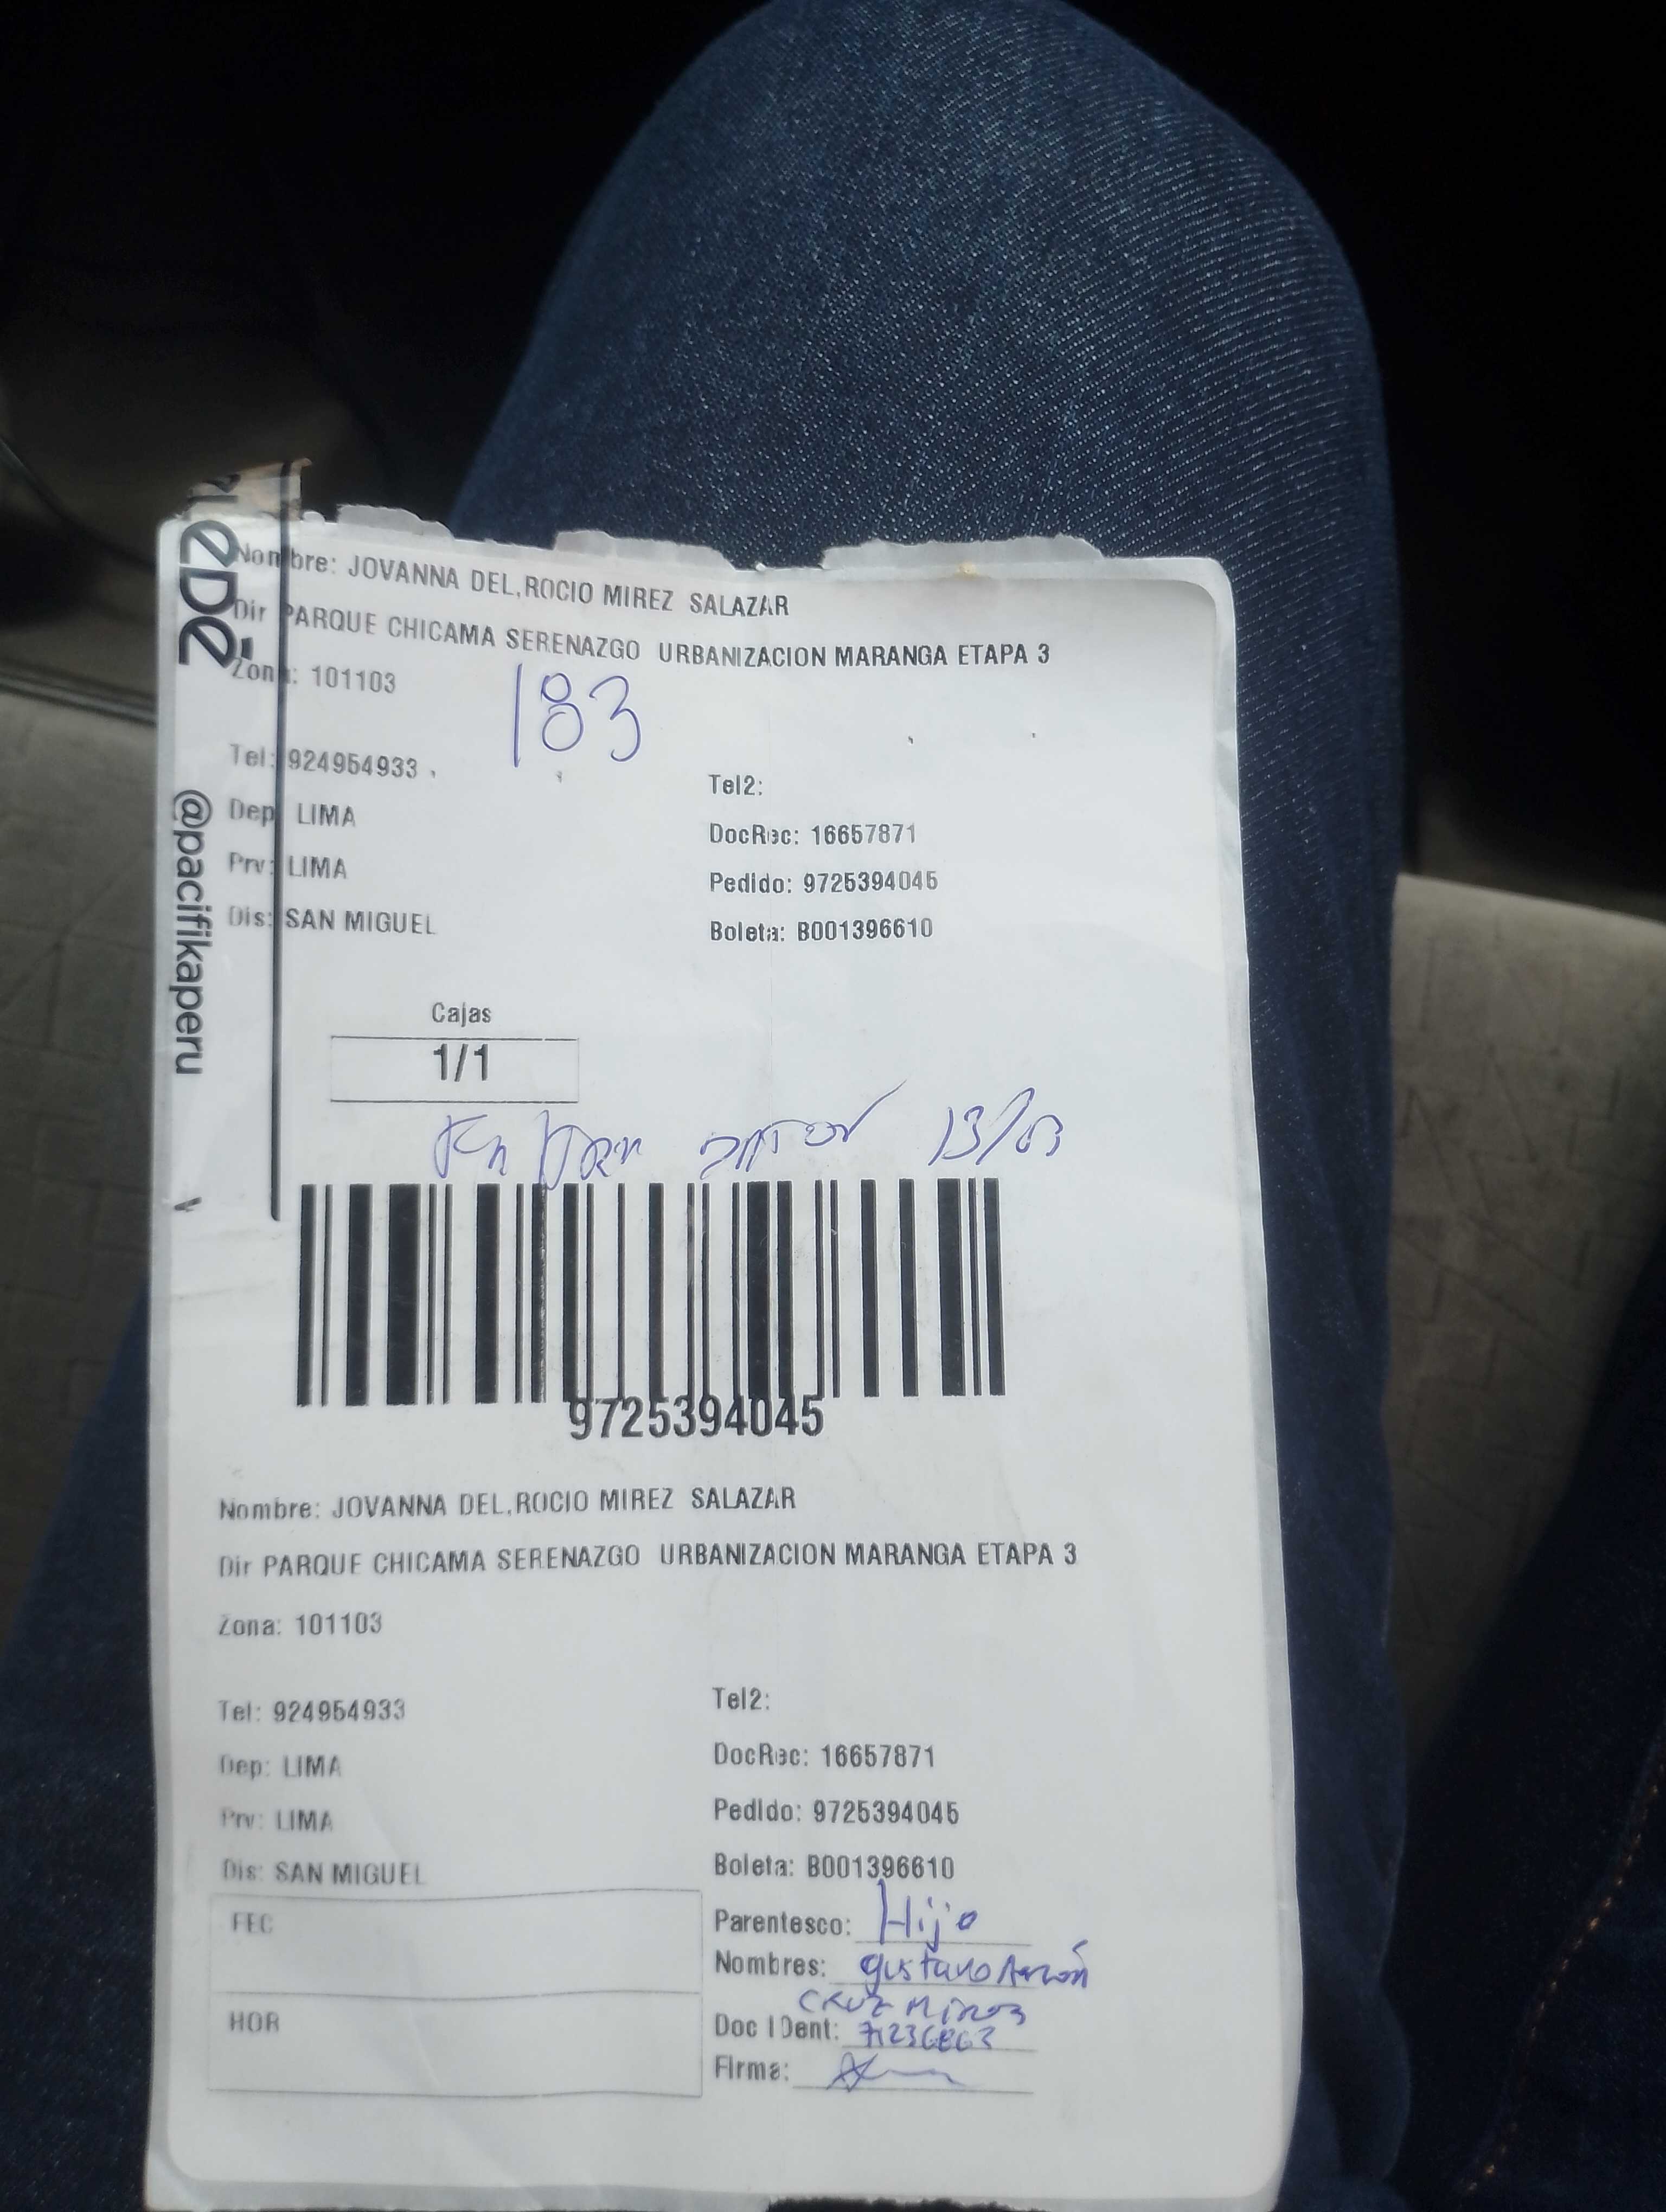 eDé
@pacifikaperu
Nombre: JOVANNA DEL,ROCIO MIREZ SALAZAR
Dir PARQUE CHICAMA SERENAZGO URBANIZACION MARANGA ETAPA 3
Zona: 101103
183
Tel: 924954933
Tel2:
Dep: LIMA
DocRec: 16657871
Prv: LIMA
Pedido: 9725394045
Dis: SAN MIGUEL
Boleta: B001396610
Cajas
1/1
13/03
9725394045
Nombre: JOVANNA DEL,ROCIO MIREZ SALAZAR
Dir PARQUE CHICAMA SERENAZGO URBANIZACION MARANGA ETAPA 3
Zona: 101103
Tel: 924954933
Tel2:
Dep: LIMA
DocRec: 16657871
Prv: LIMA
Pedido: 9725394045
Dis: SAN MIGUEL
Boleta: B001396610
FEC
Parentesco: Hijo
Nombres: gustavo
CRUZ
HOR
Doc IDent:
Firma: